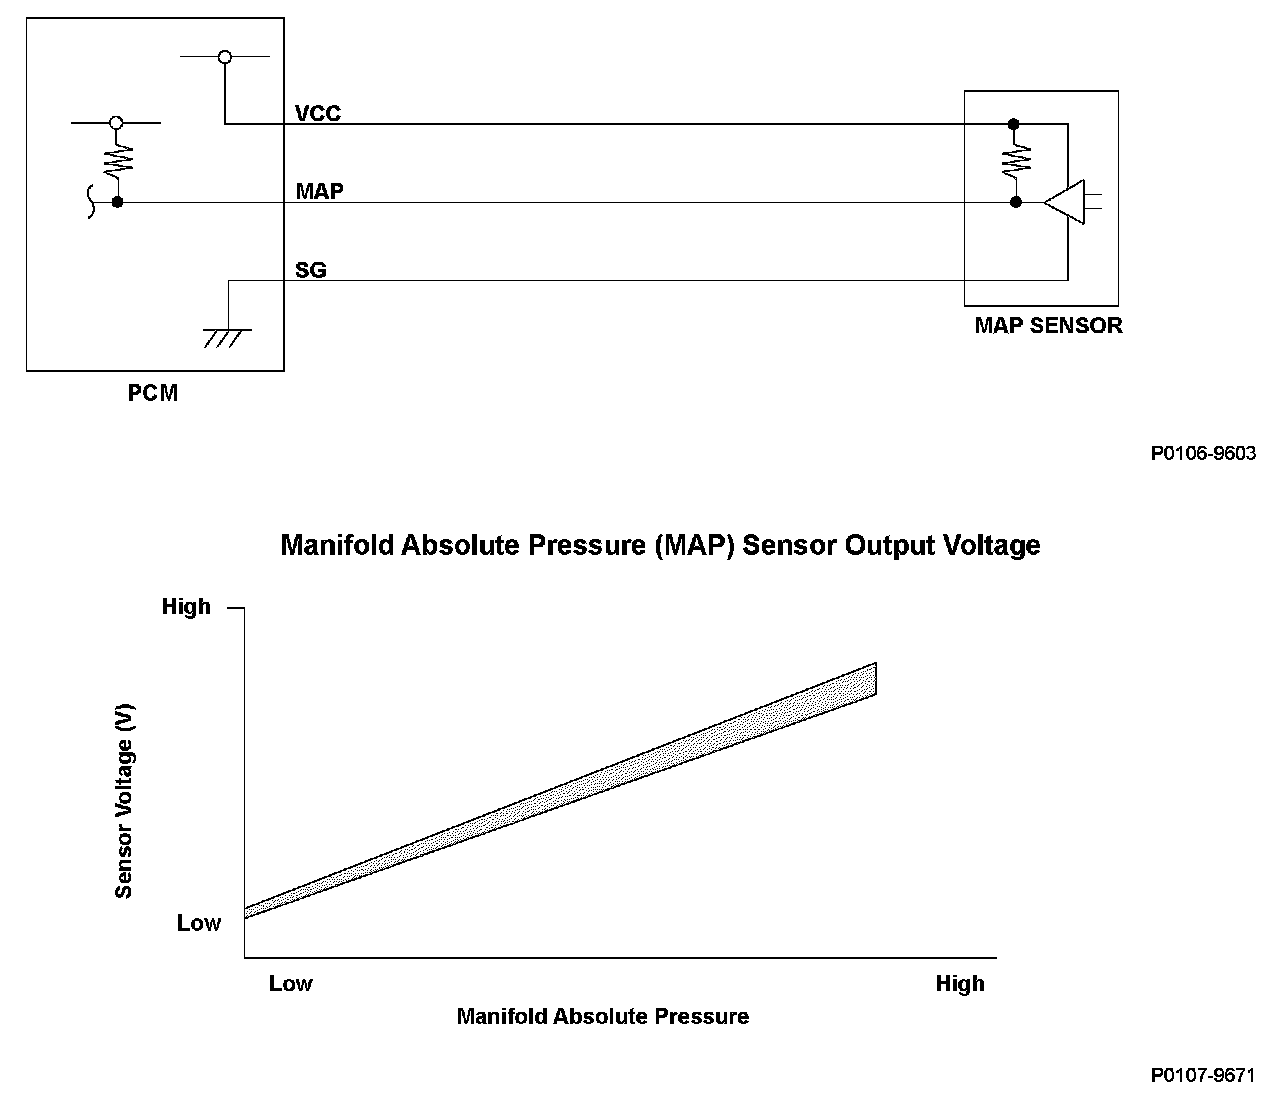 VCC
MAP
SG
MAP SENSOR
PCM
P0106-9603
Manifold Absolute Pressure (MAP) Sensor Output Voltage
High
Sensor Voltage (V)
Low
Low
High
Manifold Absolute Pressure
P0107-9671